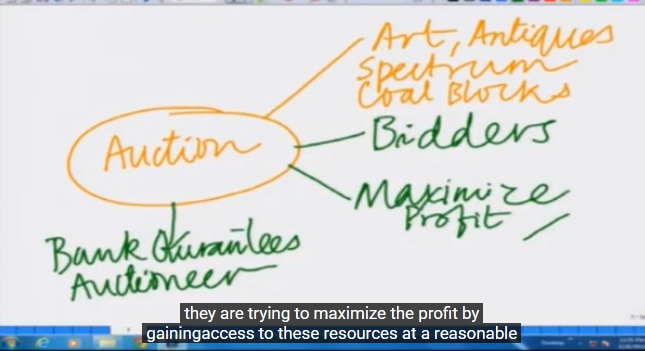 Art, Antiques
Spectrum
Coal Blocks
Auction
Bidders
Maximize
Profit
Bank Gurantees
Auctioneer
they are trying to maximize the profit by
gainingaccess to these resources at a reasonable